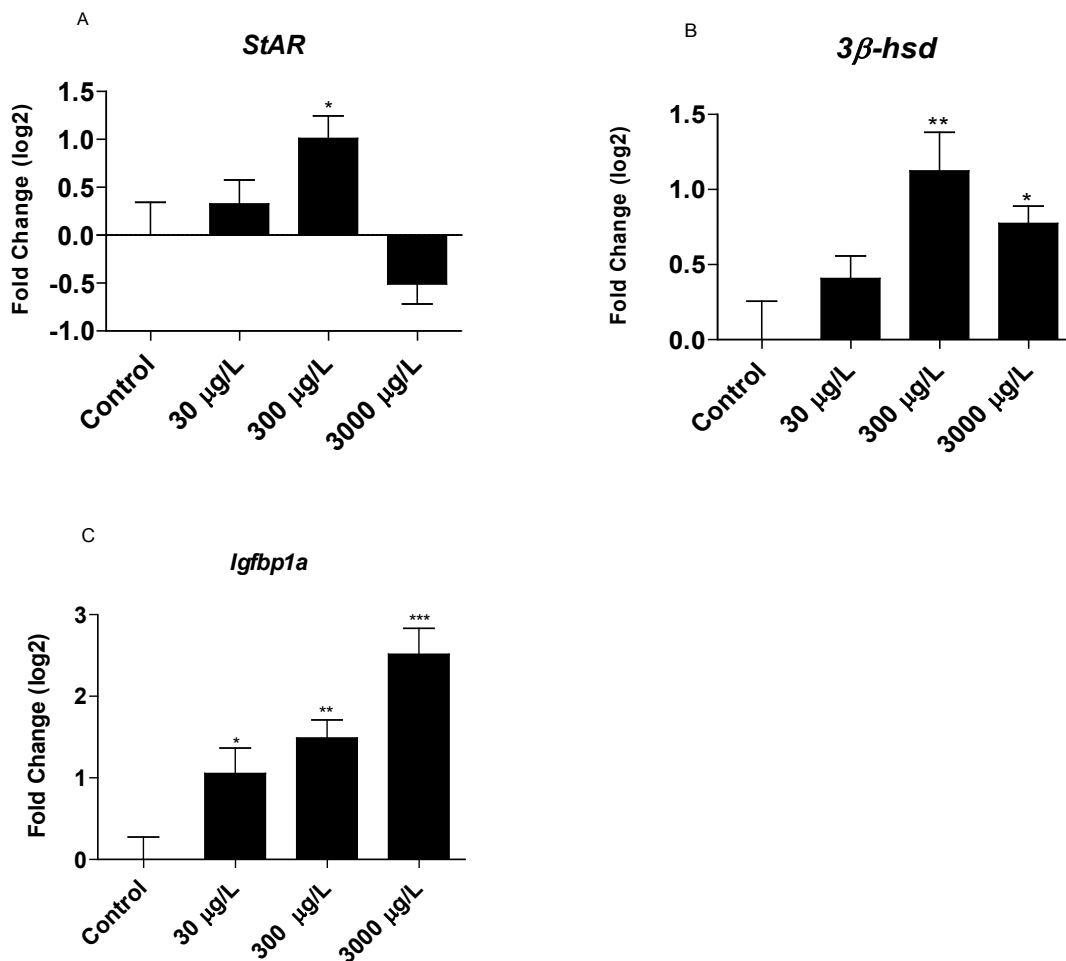 A
StAR
Fold Change (log2)
1.5
1.0
0.5
0.0
-0.5
-1.0
*
Control
30 μg/L
300 μg/L
3000 μg/L
B
3β-hsd
Fold Change (log2)
1.5
1.0
0.5
0.0
**
*
Control
30 μg/L
300 μg/L
3000 μg/L
C
Igfbp1a
Fold Change (log2)
3
2
1
0
*
**
***
Control
30 μg/L
300 μg/L
3000 μg/L